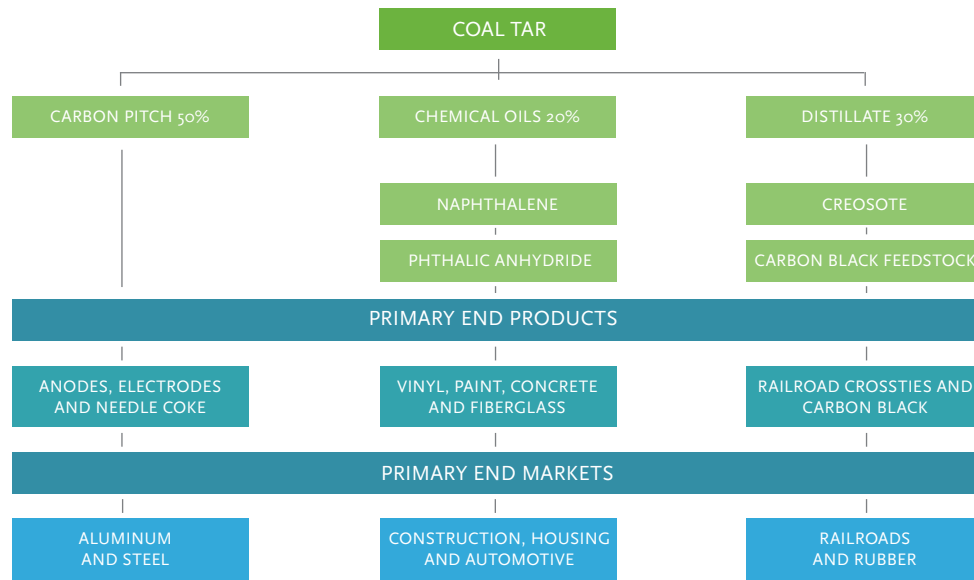 COAL TAR
CARBON PITCH 50%
CHEMICAL OILS 20%
DISTILLATE 30%
NAPHTHALENE
CREOSOTE
PHTHALIC ANHYDRIDE
CARBON BLACK FEEDSTOCK
PRIMARY END PRODUCTS
ANODES, ELECTRODES
AND NEEDLE COKE
VINYL, PAINT, CONCRETE
AND FIBERGLASS
RAILROAD CROSSTIES AND
CARBON BLACK
PRIMARY END MARKETS
ALUMINUM
AND STEEL
CONSTRUCTION, HOUSING
AND AUTOMOTIVE
RAILROADS
AND RUBBER